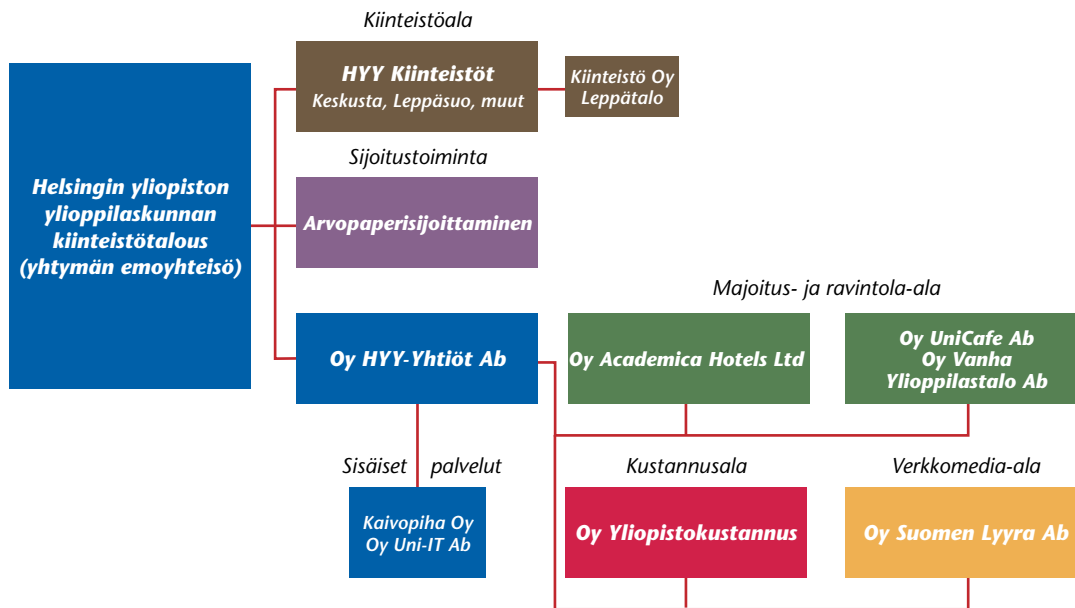 Kiinteistöala
HYY Kiinteistöt
Keskusta, Leppäsuo, muut
Kiinteistö Oy
Leppätalo
Helsingin yliopiston
ylioppilaskunnan
kiinteistötalous
(yhtymän emoyhteisö)
Sijoitustoiminta
Arvopaperisijoittaminen
Majoitus- ja ravintola-ala
Oy HYY-Yhtiöt Ab
Oy Academica Hotels Ltd
Oy UniCafe Ab
Oy Vanha
Ylioppilastalo Ab
Sisäiset palvelut
Kaivopiha Oy
Oy Uni-IT Ab
Kustannusala
Oy Yliopistokustannus
Verkkomedia-ala
Oy Suomen Lyyra Ab